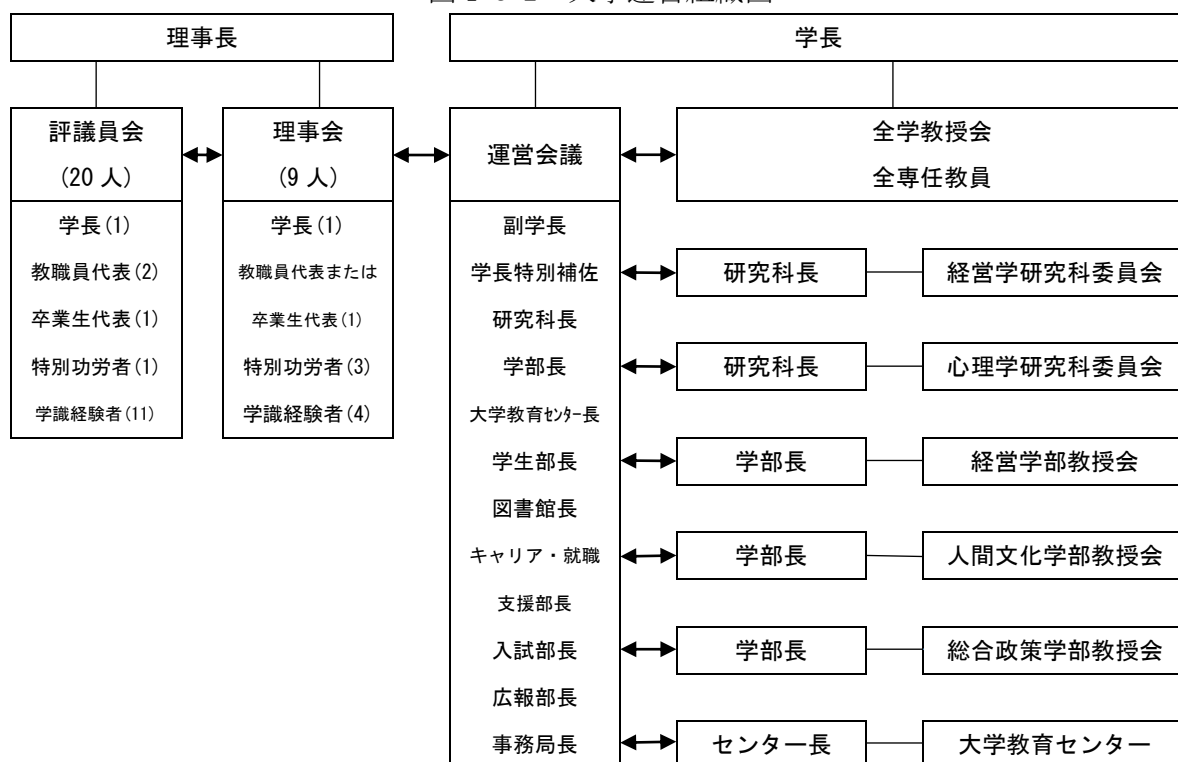 理事長
学長
評議員会
(20 人)
理事会
(9 人)
運営会議
全学教授会
全専任教員
学長(1)
教職員代表(2)
卒業生代表(1)
特別功労者(1)
学識経験者(11)
学長(1)
教職員代表または
卒業生代表(1)
特別功労者(3)
学識経験者(4)
副学長
学長特別補佐
研究科長
学部長
大学教育ｾﾝﾀｰ長
学生部長
図書館長
キャリア・就職
支援部長
入試部長
広報部長
事務局長
研究科長
経営学研究科委員会
研究科長
心理学研究科委員会
学部長
経営学部教授会
学部長
人間文化学部教授会
学部長
総合政策学部教授会
センター長
大学教育センター